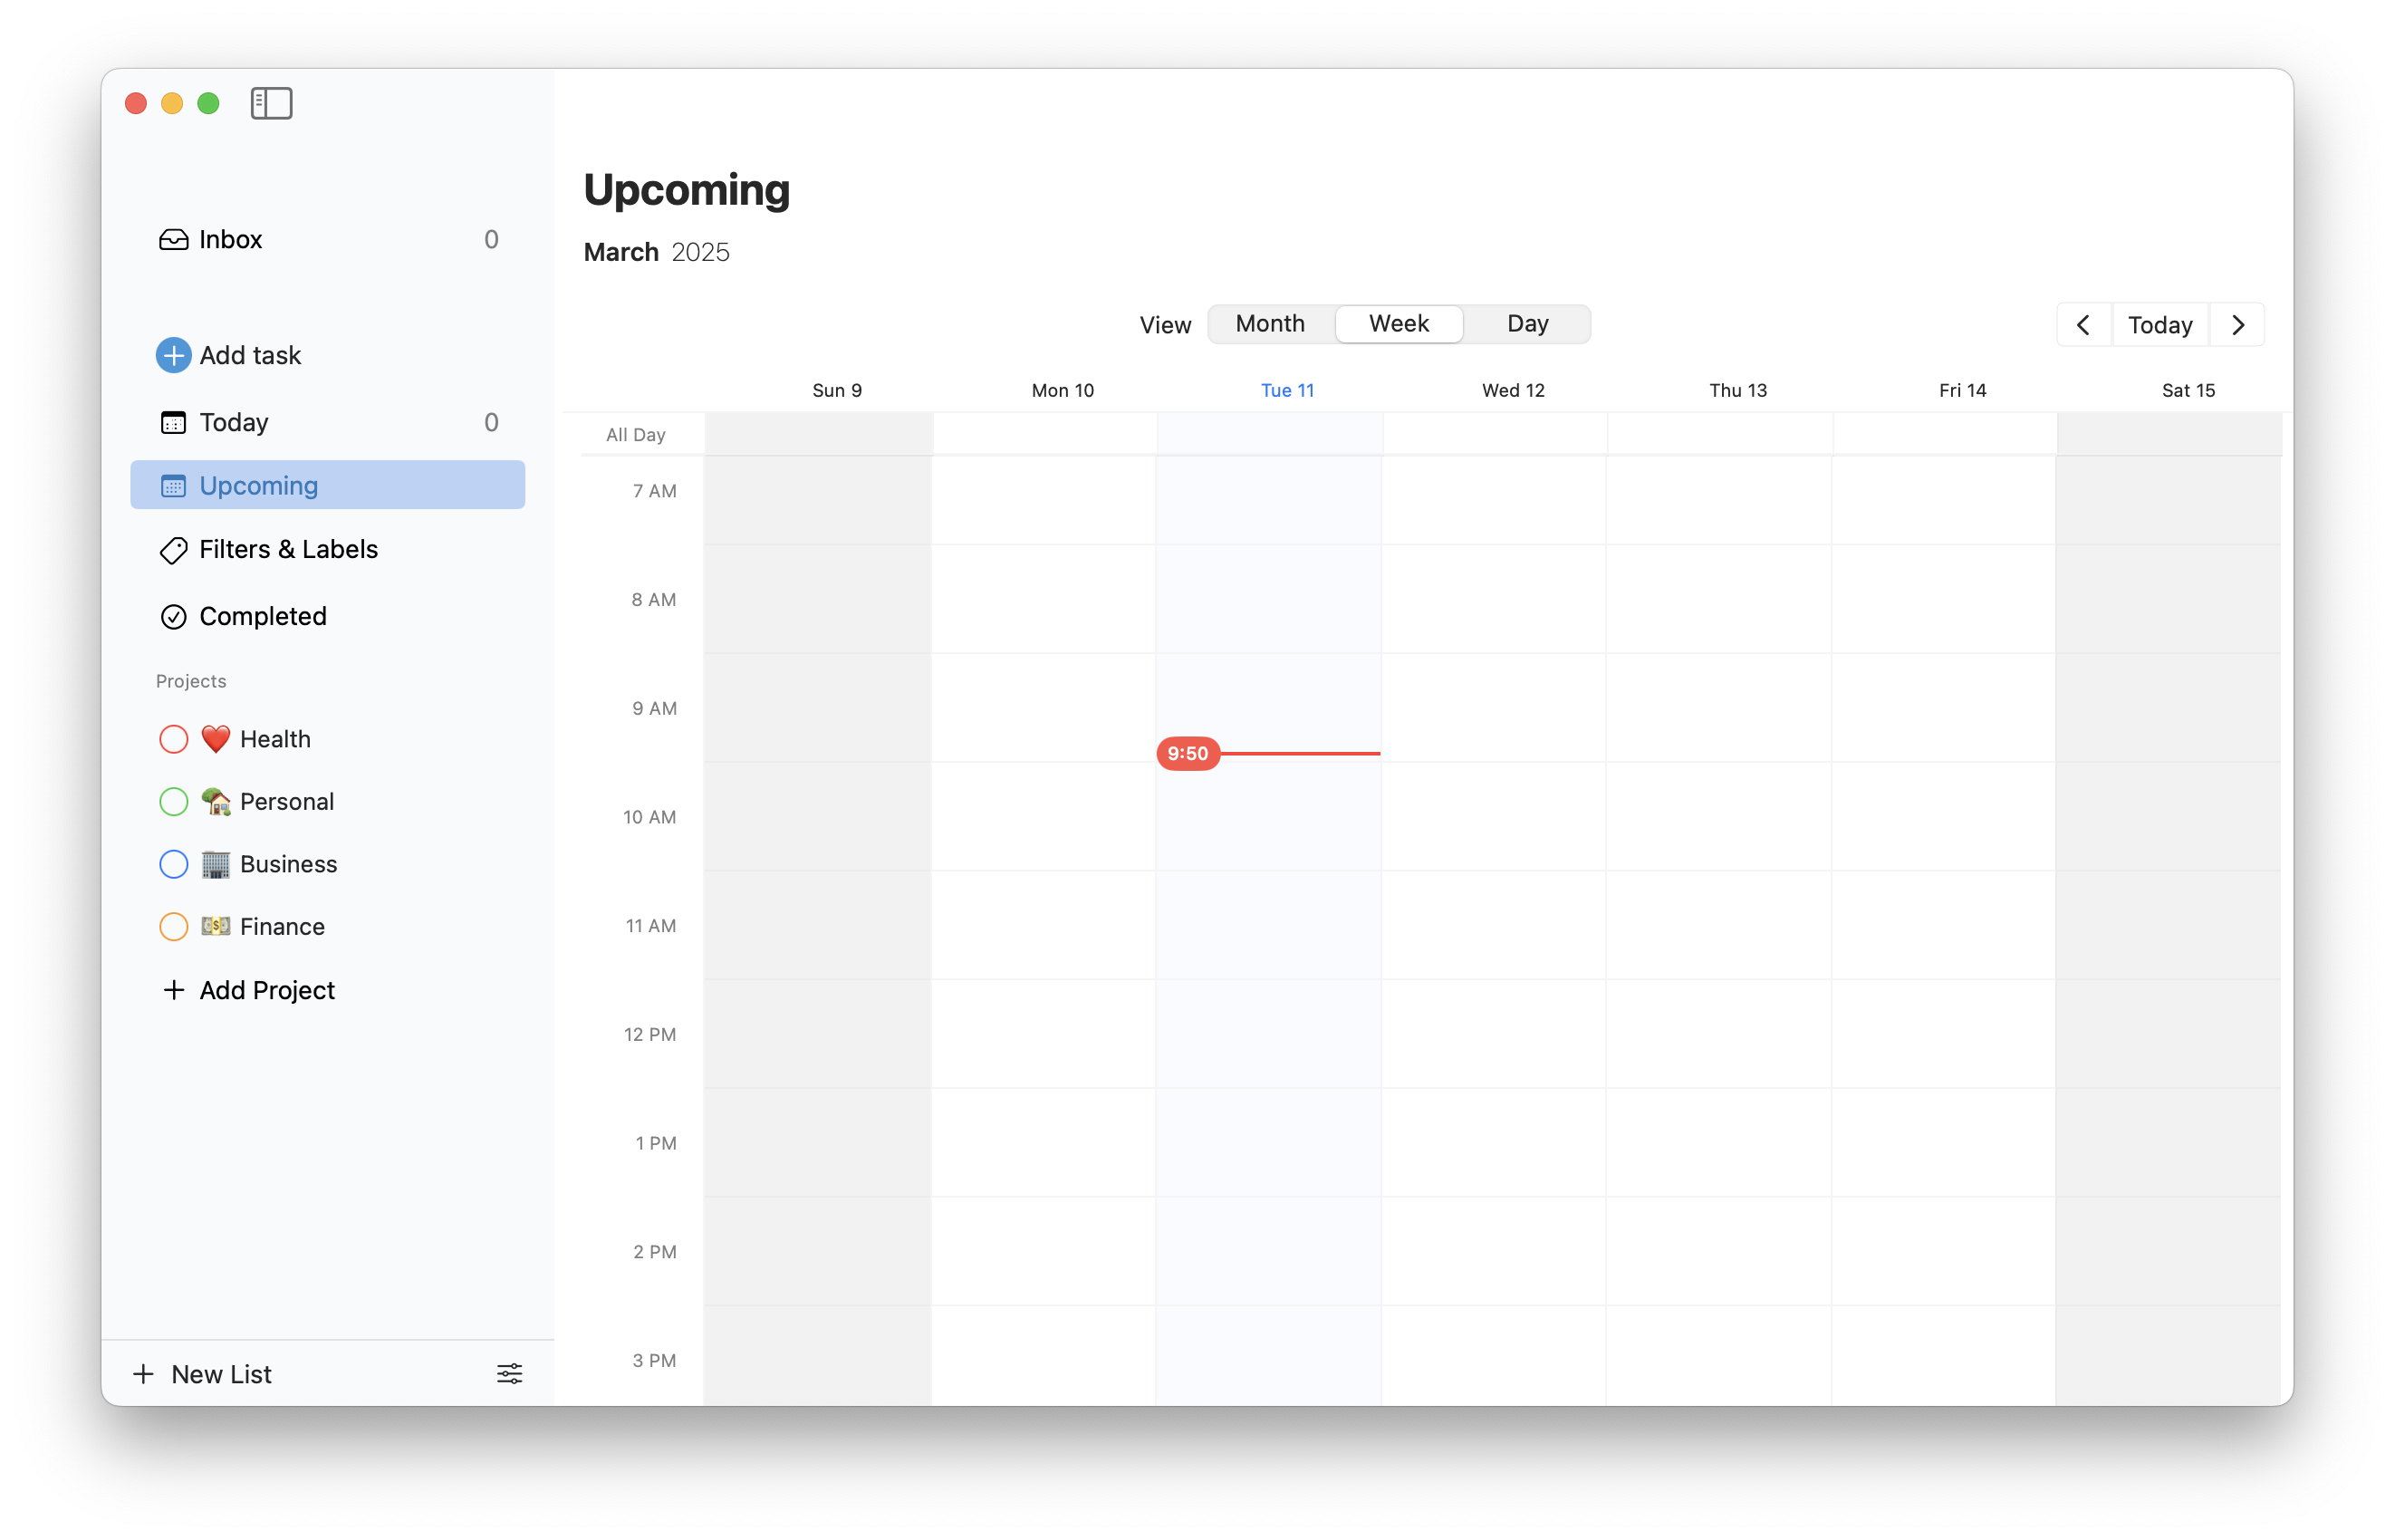 Inbox 0
Add task
Today 0
Upcoming
Filters & Labels
Completed
Projects
Health
Personal
Business
Finance
Add Project
New List
Upcoming
March 2025
View Month Week Day
Today
Sun 9 Mon 10 Tue 11 Wed 12 Thu 13 Fri 14 Sat 15
All Day
7 AM
8 AM
9 AM
9:50
10 AM
11 AM
12 PM
1 PM
2 PM
3 PM